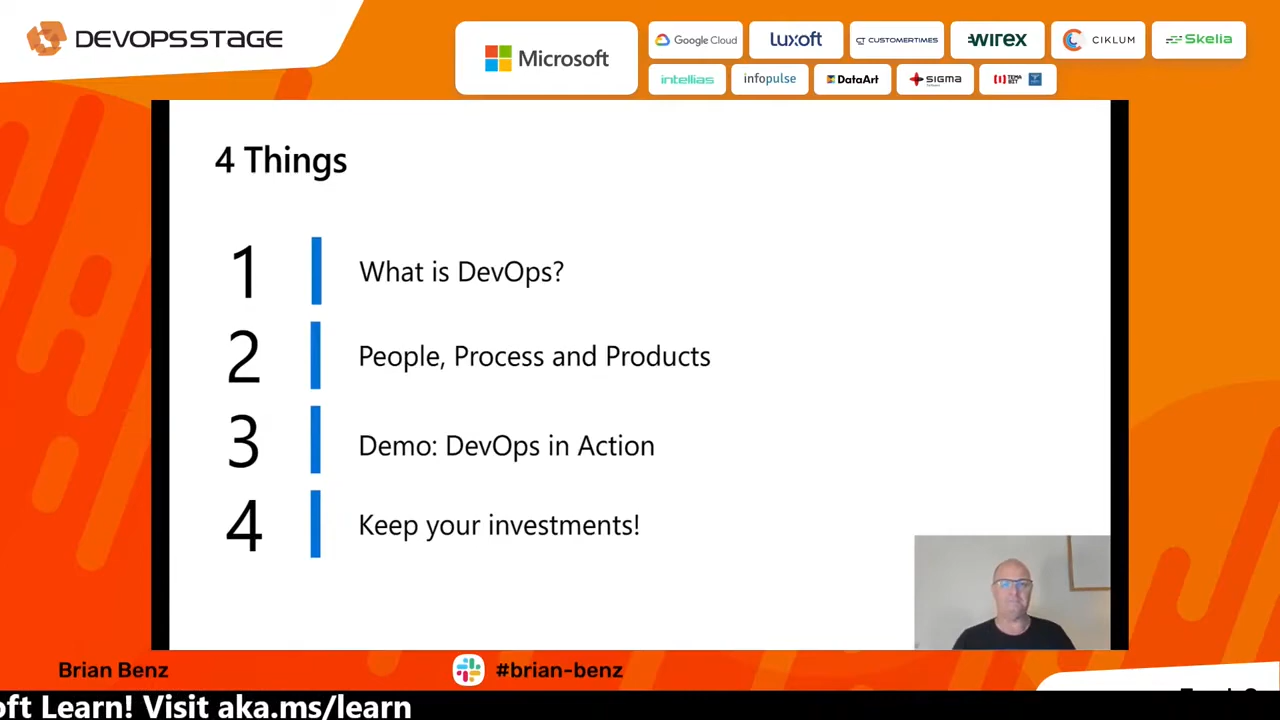 DEVOPSSTAGE
Microsoft
Google Cloud
Luxoft
CUSTOMERTIMES
wirex
CIKLUM
Skelia
intellias
infopulse
DataArt
SIGMA
4 Things
1
What is DevOps?
2
People, Process and Products
3
Demo: DevOps in Action
4
Keep your investments!
Brian Benz
#brian-benz
oft Learn! Visit aka.ms/learn